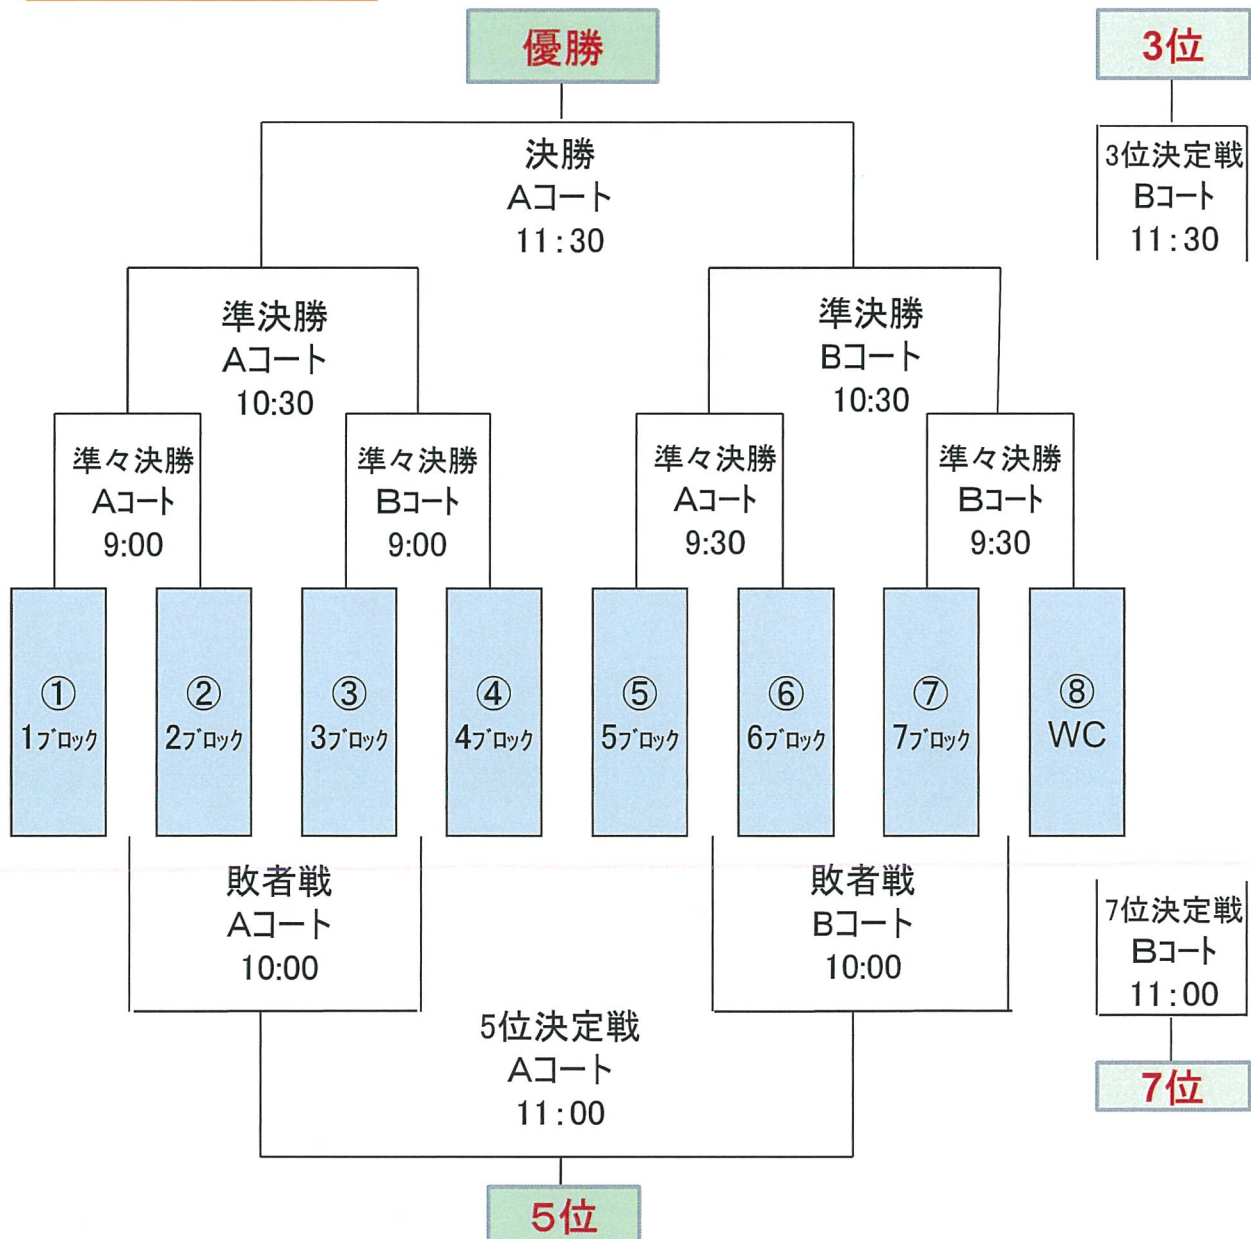 優勝
3位
決勝
Aコート
11:30
3位決定戦
Bコート
11:30
準決勝
Aコート
10:30
準決勝
Bコート
10:30
準々決勝
Aコート
9:00
準々決勝
Bコート
9:00
準々決勝
Aコート
9:30
準々決勝
Bコート
9:30
①
1ブロック
②
2ブロック
③
3ブロック
④
4ブロック
⑤
5ブロック
⑥
6ブロック
⑦
7ブロック
⑧
WC
敗者戦
Aコート
10:00
敗者戦
Bコート
10:00
7位決定戦
Bコート
11:00
5位決定戦
Aコート
11:00
7位
5位